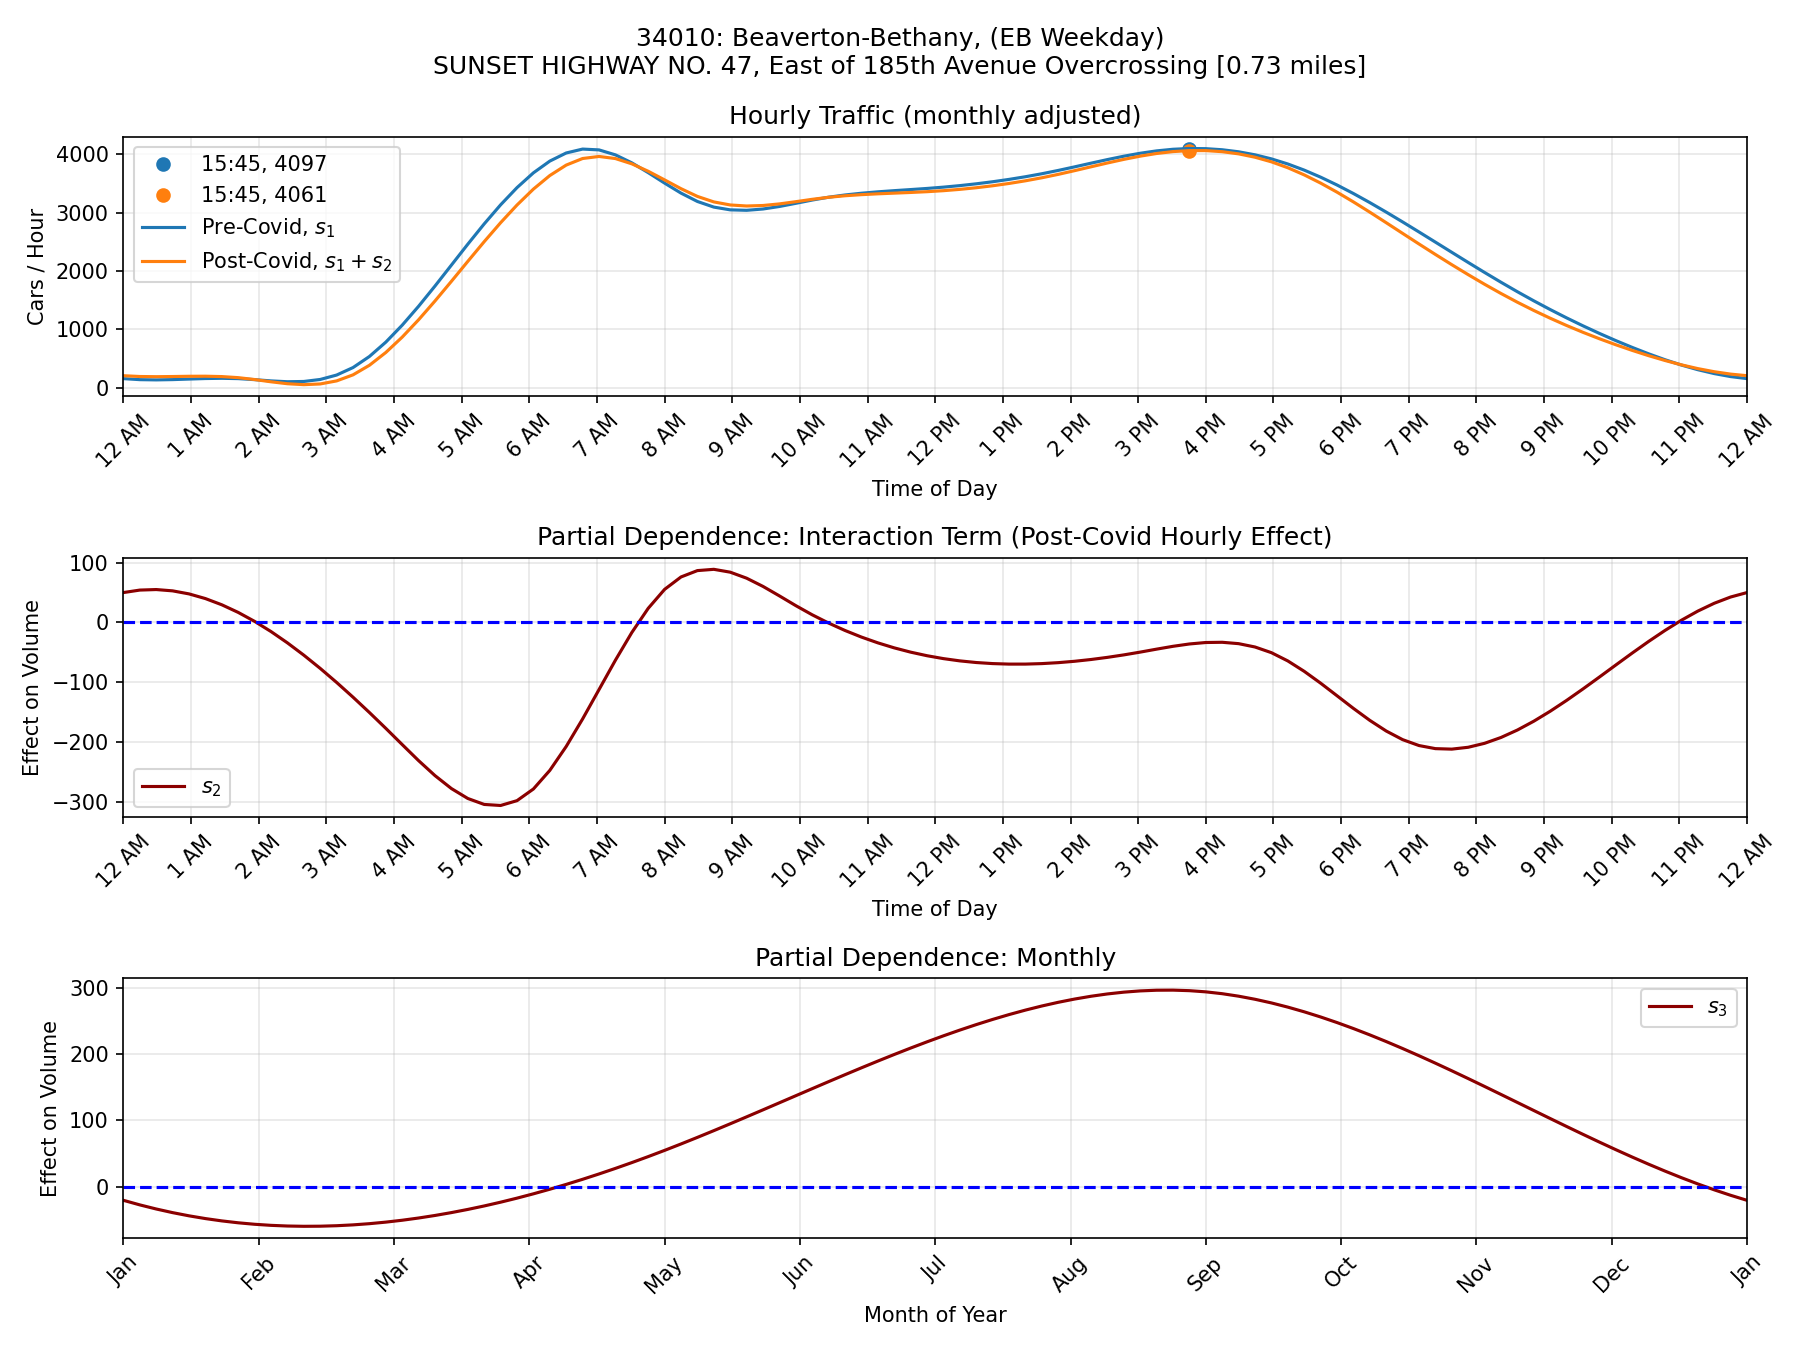 34010: Beaverton-Bethany, (EB Weekday)
SUNSET HIGHWAY NO. 47, East of 185th Avenue Overcrossing [0.73 miles]
Hourly Traffic (monthly adjusted)
Cars / Hour
4000
3000
2000
1000
0
15:45, 4097
15:45, 4061
Pre-Covid, s₁
Post-Covid, s₁ + s₂
12 AM 1 AM 2 AM 3 AM 4 AM 5 AM 6 AM 7 AM 8 AM 9 AM 10 AM 11 AM 12 PM 1 PM 2 PM 3 PM 4 PM 5 PM 6 PM 7 PM 8 PM 9 PM 10 PM 11 PM 12 AM
Time of Day
Partial Dependence: Interaction Term (Post-Covid Hourly Effect)
Effect on Volume
100
0
−100
−200
−300
s₂
12 AM 1 AM 2 AM 3 AM 4 AM 5 AM 6 AM 7 AM 8 AM 9 AM 10 AM 11 AM 12 PM 1 PM 2 PM 3 PM 4 PM 5 PM 6 PM 7 PM 8 PM 9 PM 10 PM 11 PM 12 AM
Time of Day
Partial Dependence: Monthly
Effect on Volume
300
200
100
0
s₃
Jan Feb Mar Apr May Jun Jul Aug Sep Oct Nov Dec Jan
Month of Year